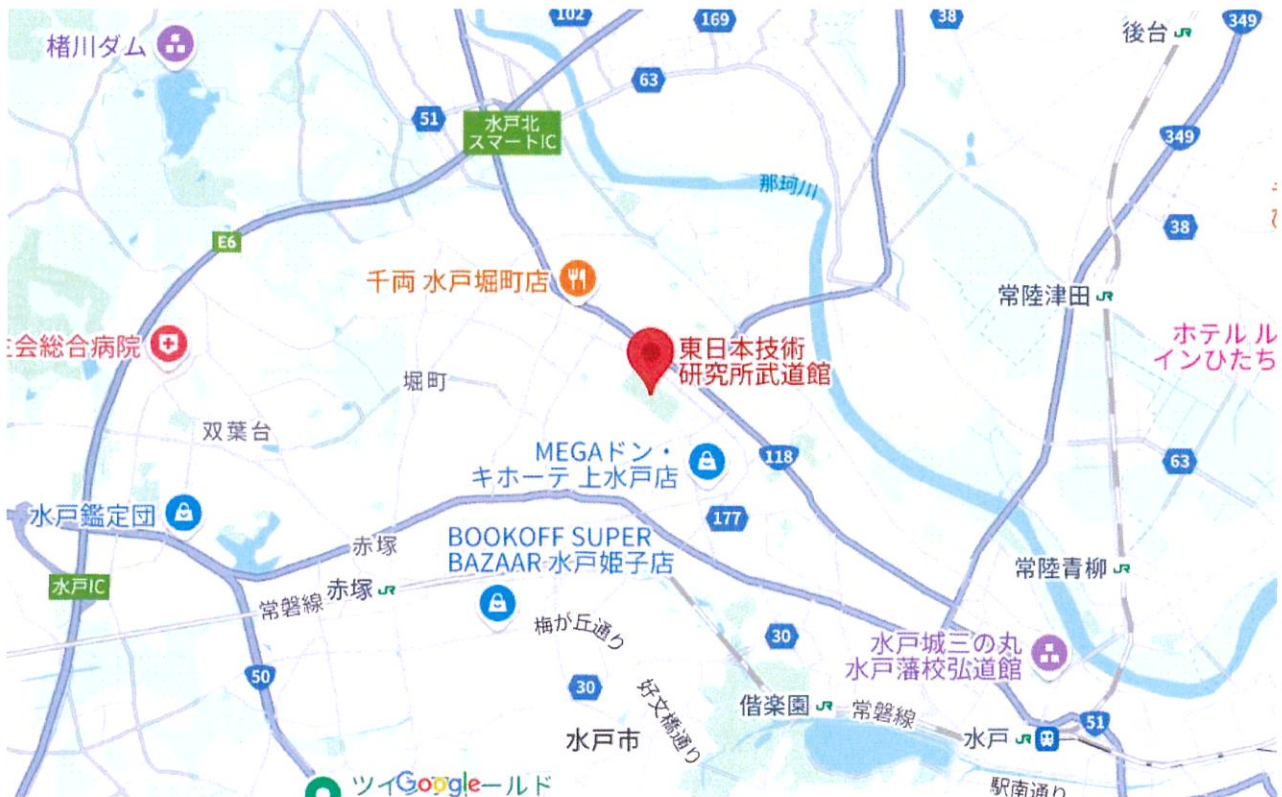 102
169
38
349
楮川ダム
後台
63
51
水戸北
スマートIC
349
那珂川
38
E6
千両 水戸堀町店
常陸津田
生会総合病院
東日本技術
研究所武道館
ホテル ル
インひたち
堀町
双葉台
MEGAドン・
キホーテ 上水戸店
118
63
水戸鑑定団
177
BOOKOFF SUPER
BAZAAR 水戸姫子店
赤塚
常陸青柳
水戸IC
赤塚
常磐線
梅が丘通り
30
水戸城三の丸
水戸藩校弘道館
50
30
好文橋通り
偕楽園
常磐線
水戸市
水戸
51
Google
ールド
駅南通り